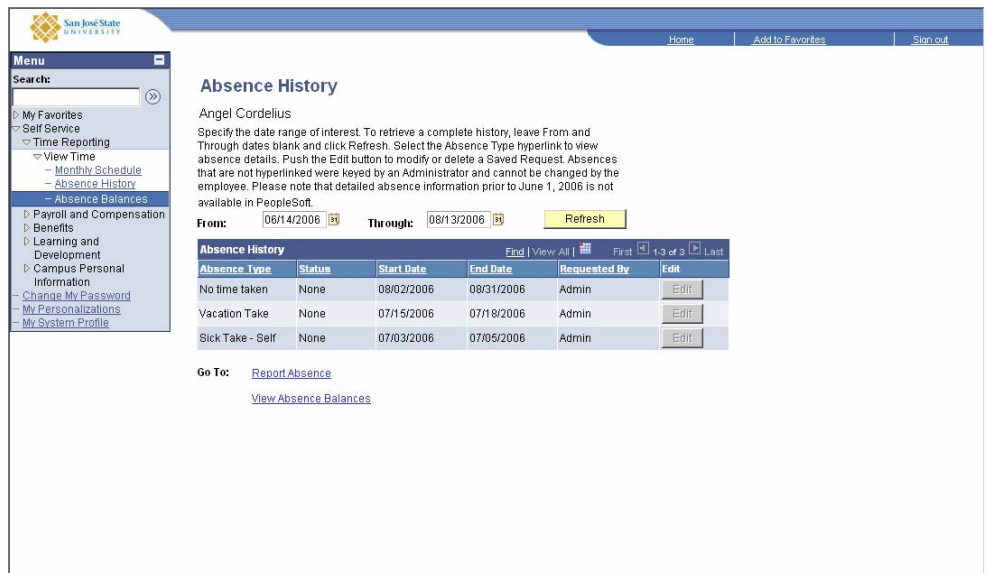 San José State
UNIVERSITY
Home
Add to Favorites
Sign out
Menu
Search:
My Favorites
Self Service
Time Reporting
View Time
– Monthly Schedule
– Absence History
– Absence Balances
Payroll and Compensation
Benefits
Learning and
Development
Campus Personal
Information
– Change My Password
– My Personalizations
– My System Profile
Absence History
Angel Cordelius
Specify the date range of interest. To retrieve a complete history, leave From and
Through dates blank and click Refresh. Select the Absence Type hyperlink to view
absence details. Push the Edit button to modify or delete a Saved Request. Absences
that are not hyperlinked were keyed by an Administrator and cannot be changed by the
employee. Please note that detailed absence information prior to June 1, 2006 is not
available in PeopleSoft.
From: 06/14/2006 31 Through: 08/13/2006 31 Refresh
Absence History Find | View All | First 1-3 of 3 Last
Absence Type Status Start Date End Date Requested By Edit
No time taken None 08/02/2006 08/31/2006 Admin Edit
Vacation Take None 07/15/2006 07/18/2006 Admin Edit
Sick Take - Self None 07/03/2006 07/05/2006 Admin Edit
Go To: Report Absence
View Absence Balances